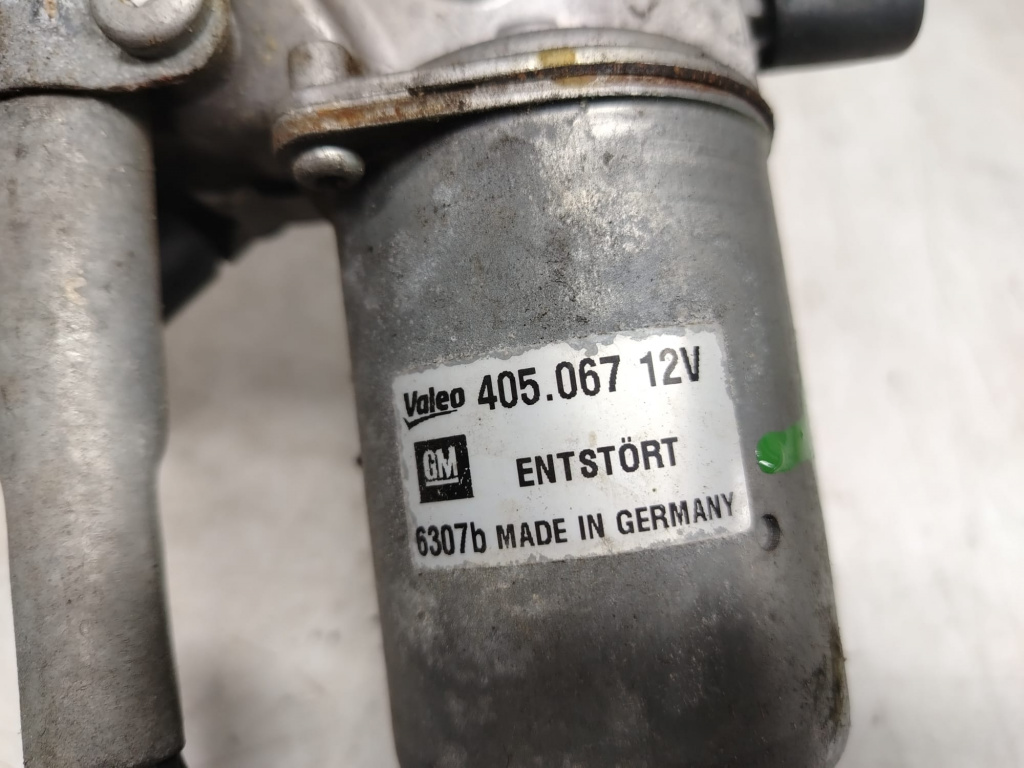 Valeo 405.067 12V
GM ENTSTÖRT
6307b MADE IN GERMANY